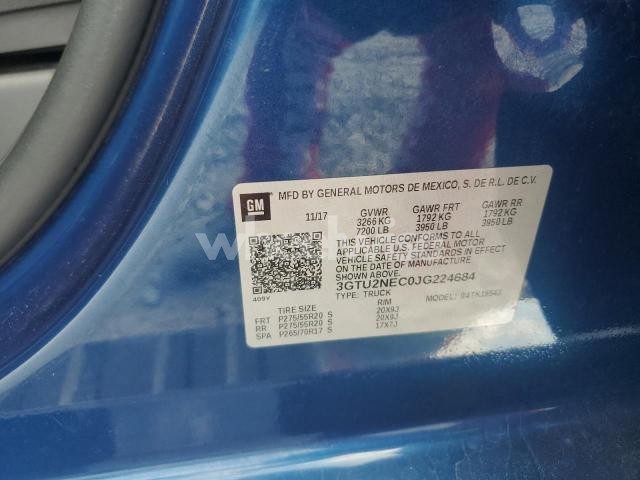 GM
MFD BY GENERAL MOTORS DE MEXICO, S. DE R.L. DE C.V.
11/17 GVWR GAWR FRT GAWR RR
3266 KG 1792 KG 1792 KG
7200 LB 3950 LB 3950 LB
THIS VEHICLE CONFORMS TO ALL
APPLICABLE U.S. FEDERAL MOTOR
VEHICLE SAFETY STANDARDS IN
EFFECT ON THE DATE OF MANUFACTURE
SHOWN ABOVE.
3GTU2NEC0JG224684
TYPE: TRUCK MODEL:
409Y
TIRE SIZE RIM
FRT P275/55R20 S 20X9J
RR P275/55R20 S 20X9J
SPA P265/70R17 S 17X7J